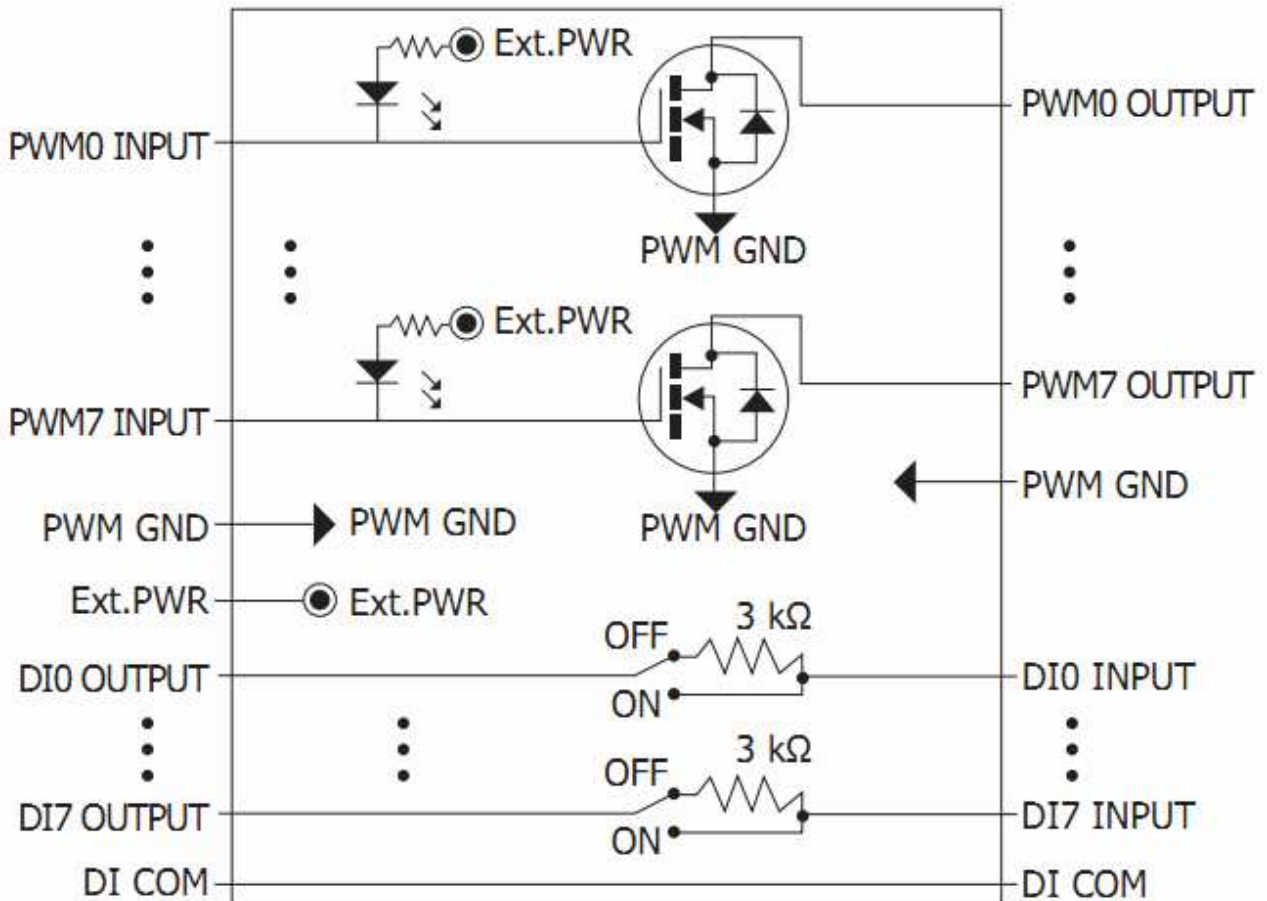 Ext.PWR
PWM0 OUTPUT
PWM0 INPUT
PWM GND
Ext.PWR
PWM7 OUTPUT
PWM7 INPUT
PWM GND
PWM GND
PWM GND
PWM GND
Ext.PWR
Ext.PWR
3 kΩ
OFF
DI0 OUTPUT
DI0 INPUT
ON
3 kΩ
OFF
DI7 OUTPUT
DI7 INPUT
ON
DI COM
DI COM